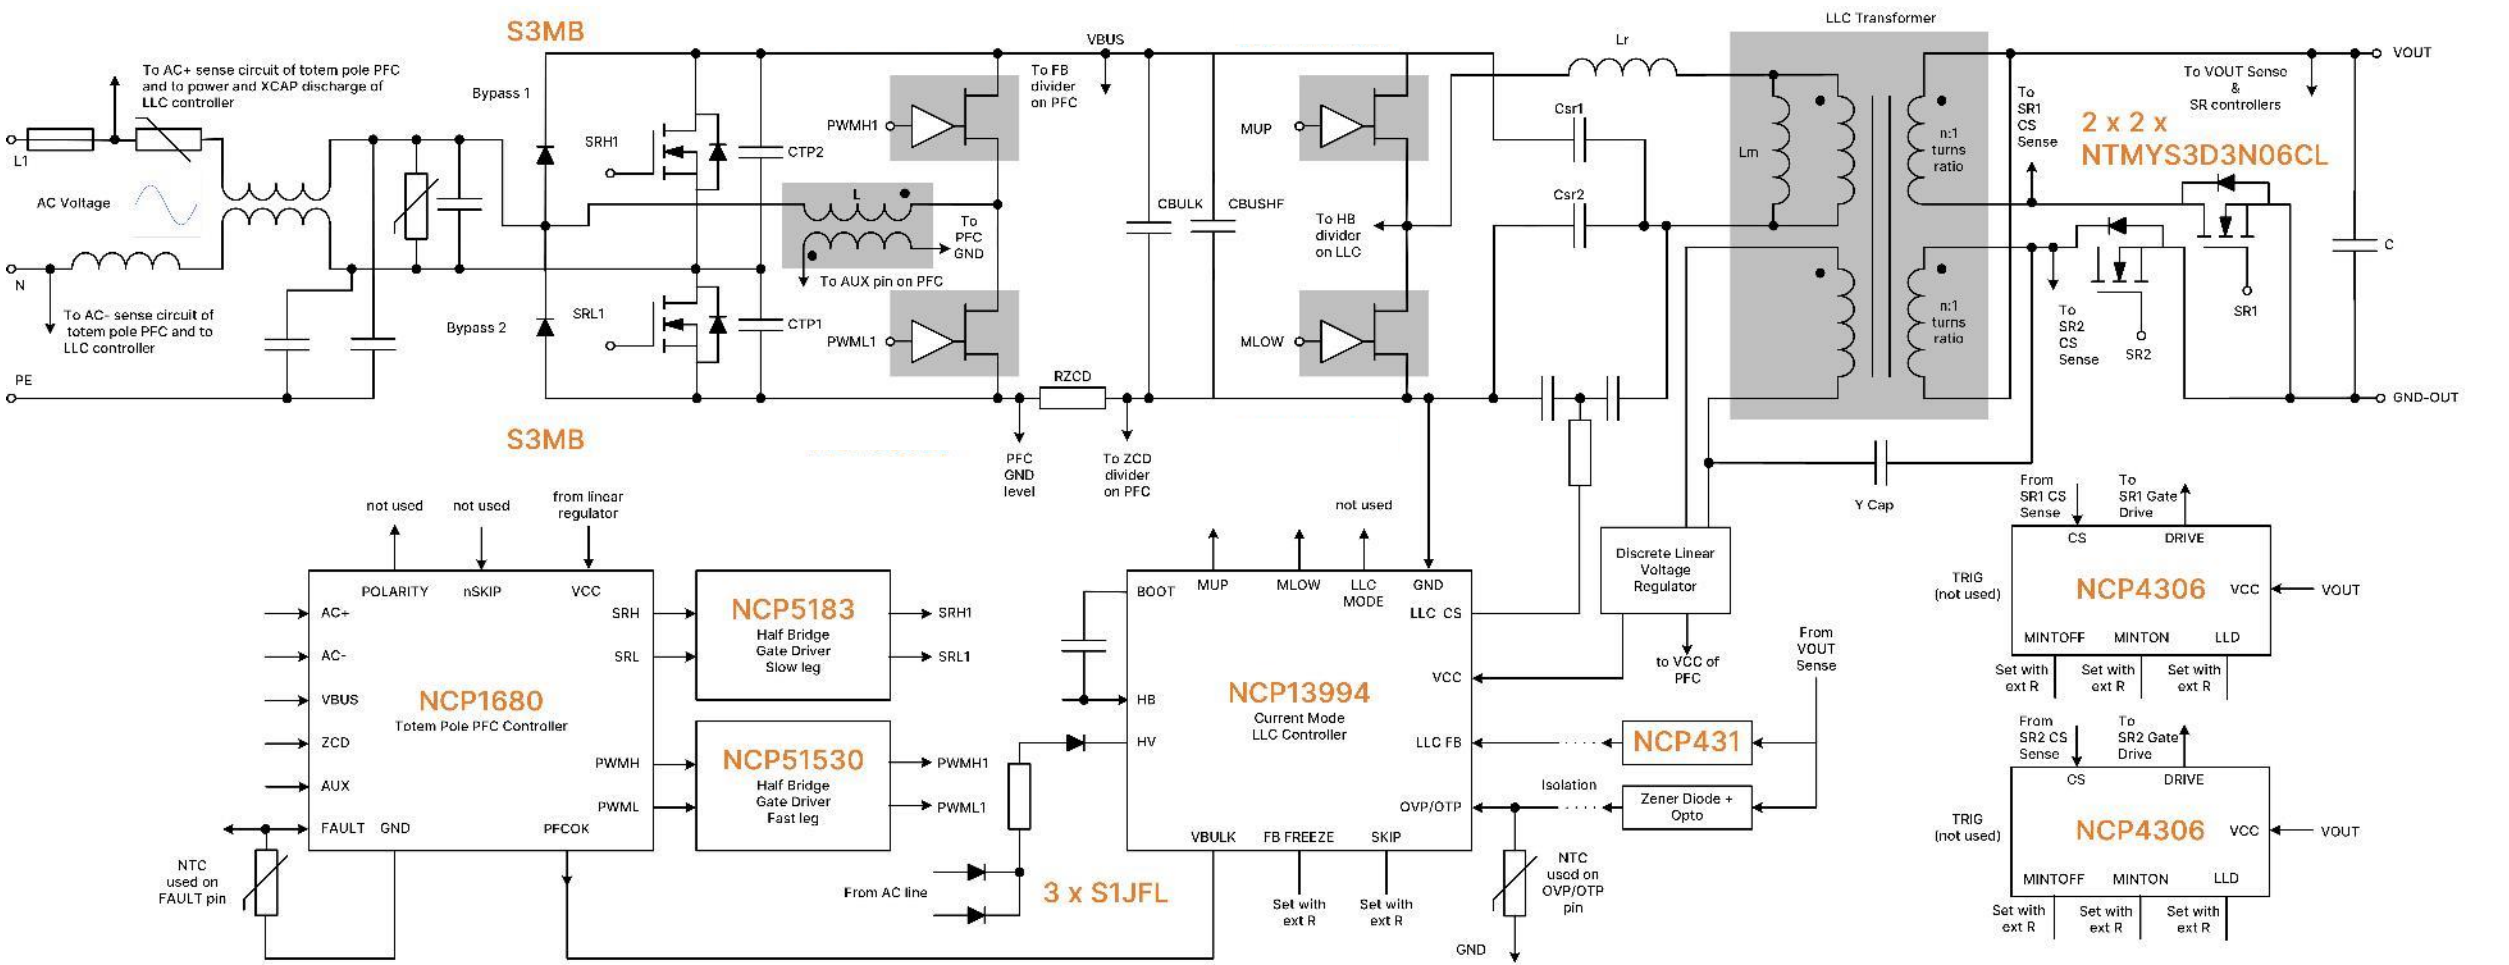 S3MB
LLC Transformer
To AC+ sense circuit of totem pole PFC
and to power and XCAP discharge of
LLC controller
Bypass 1
VBUS
To FB
divider
on PFC
Lr
VOUT
To VOUT Sense
&
SR controllers
L1
AC Voltage
N
To AC- sense circuit of
totem pole PFC and to
LLC controller
PE
SRH1
CTP2
PWMH1
L
To
PFC
GND
To AUX pin on PFC
Bypass 2
SRL1
CTP1
PWML1
RZCD
CBULK
CBUSHF
MUP
To HB
divider
on LLC
MLOW
Csr1
Csr2
Lm
n:1
turns
ratio
n:1
turns
ratio
To
SR1
CS
Sense
2 x 2 x
NTMYS3D3N06CL
SR1
To
SR2
CS
Sense
SR2
C
GND-OUT
S3MB
PFC
GND
level
To ZCD
divider
on PFC
Y Cap
not used
not used
from linear
regulator
POLARITY
nSKIP
VCC
AC+
AC-
VBUS
ZCD
AUX
FAULT
GND
PFCOK
SRH
SRL
PWMH
PWML
NCP1680
Totem Pole PFC Controller
NTC
used on
FAULT pin
NCP5183
Half Bridge
Gate Driver
Slow leg
SRH1
SRL1
NCP51530
Half Bridge
Gate Driver
Fast leg
PWMH1
PWML1
From AC line
3 x S1JFL
not used
BOOT
MUP
MLOW
LLC
MODE
GND
LLC CS
VCC
LLC FB
OVP/OTP
HB
HV
VBULK
FB FREEZE
SKIP
NCP13994
Current Mode
LLC Controller
Set with
ext R
Set with
ext R
Discrete Linear
Voltage
Regulator
to VCC of
PFC
From
VOUT
Sense
NCP431
Isolation
Zener Diode +
Opto
NTC
used on
OVP/OTP
pin
GND
From
SR1 CS
Sense
To
SR1 Gate
Drive
CS
DRIVE
TRIG
(not used)
NCP4306
VCC
VOUT
MINTOFF
MINTON
LLD
Set with
ext R
Set with
ext R
Set with
ext R
From
SR2 CS
Sense
To
SR2 Gate
Drive
CS
DRIVE
TRIG
(not used)
NCP4306
VCC
VOUT
MINTOFF
MINTON
LLD
Set with
ext R
Set with
ext R
Set with
ext R